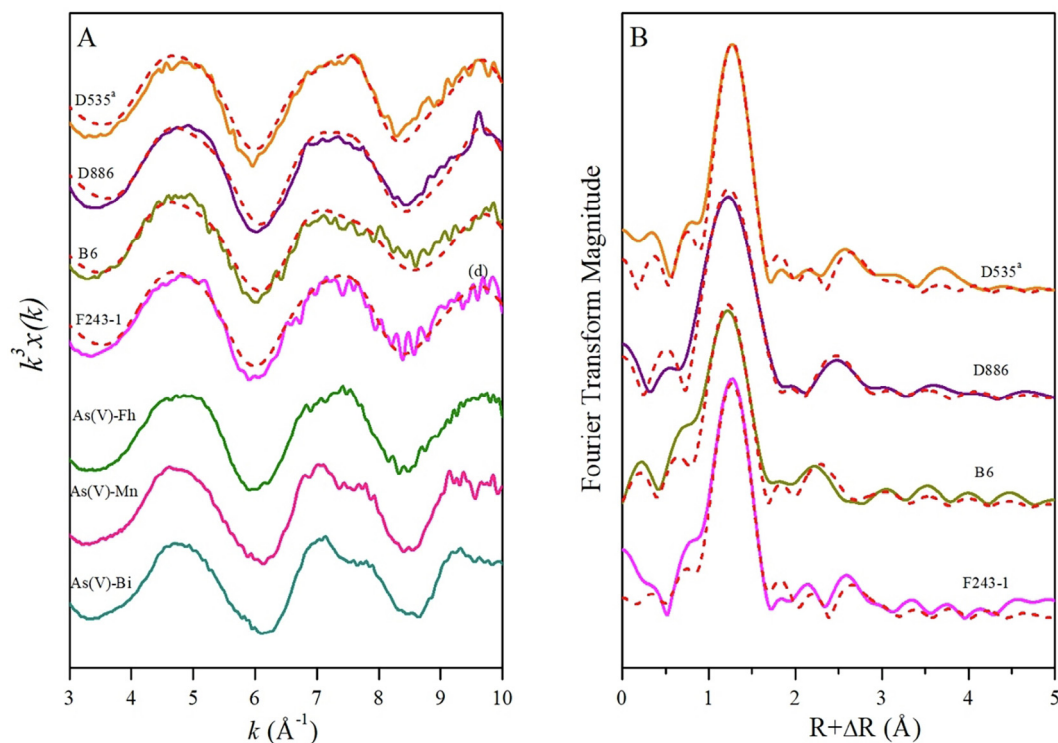 A
D535ᵃ
D886
B6
(d)
F243-1
As(V)-Fh
As(V)-Mn
As(V)-Bi
k³x(k)
3 4 5 6 7 8 9 10
k (Å⁻¹)
B
D535ᵃ
D886
B6
F243-1
Fourier Transform Magnitude
0 1 2 3 4 5
R+ΔR (Å)